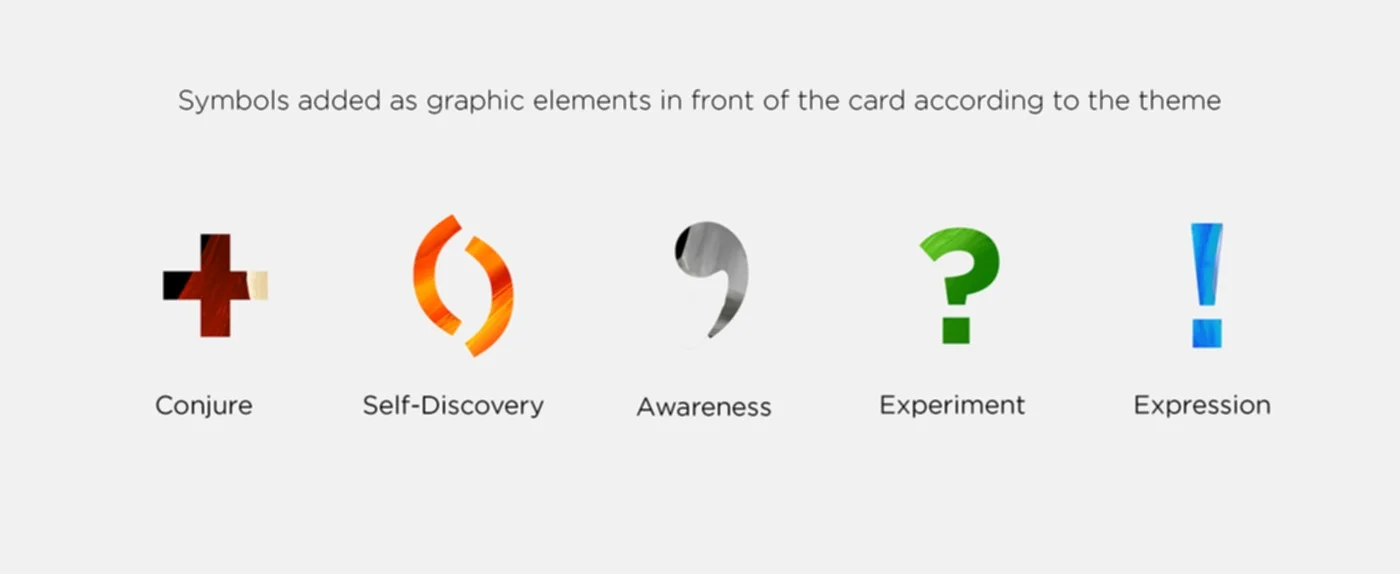 Symbols added as graphic elements in front of the card according to the theme
+ () , ? !
Conjure Self-Discovery Awareness Experiment Expression